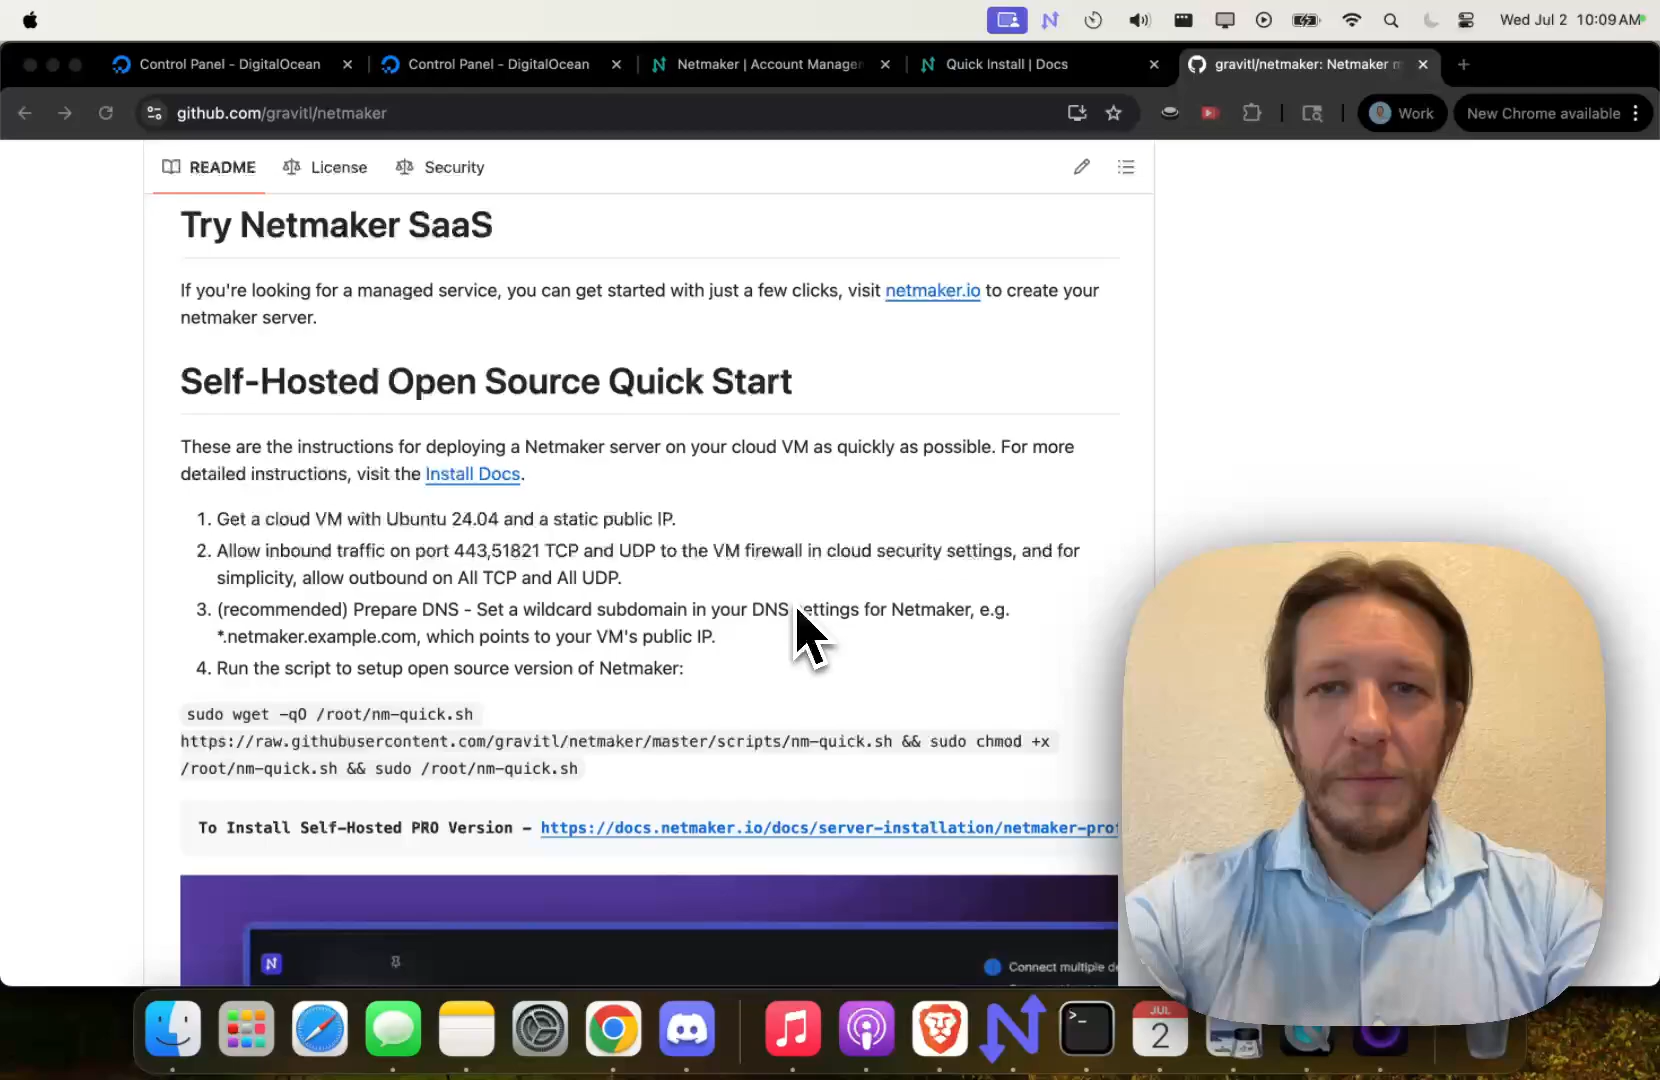 Wed Jul 2 10:09 AM
Control Panel - DigitalOcean
Control Panel - DigitalOcean
Netmaker | Account Manager
Quick Install | Docs
gravitl/netmaker: Netmaker m
github.com/gravitl/netmaker
Work
New Chrome available
README
License
Security
Try Netmaker SaaS
If you're looking for a managed service, you can get started with just a few clicks, visit netmaker.io to create your
netmaker server.
Self-Hosted Open Source Quick Start
These are the instructions for deploying a Netmaker server on your cloud VM as quickly as possible. For more
detailed instructions, visit the Install Docs.
1. Get a cloud VM with Ubuntu 24.04 and a static public IP.
2. Allow inbound traffic on port 443,51821 TCP and UDP to the VM firewall in cloud security settings, and for
simplicity, allow outbound on All TCP and All UDP.
3. (recommended) Prepare DNS - Set a wildcard subdomain in your DNS settings for Netmaker, e.g.
*.netmaker.example.com, which points to your VM's public IP.
4. Run the script to setup open source version of Netmaker:
sudo wget -qO /root/nm-quick.sh
https://raw.githubusercontent.com/gravitl/netmaker/master/scripts/nm-quick.sh && sudo chmod +x
/root/nm-quick.sh && sudo /root/nm-quick.sh
To Install Self-Hosted PRO Version - https://docs.netmaker.io/docs/server-installation/netmaker-prof
Connect multiple de
JUL
2